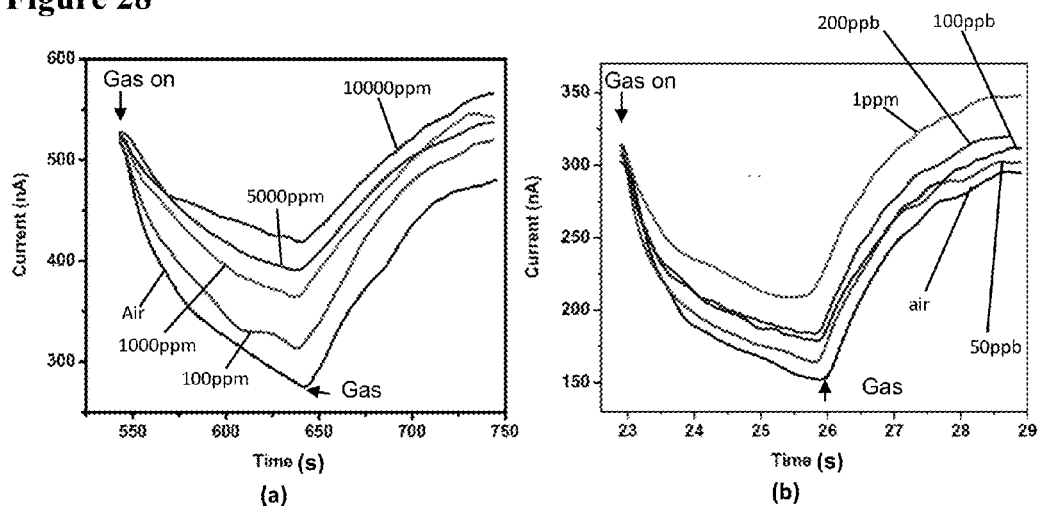 Figure 28
600
500
400
300
Current (nA)
Gas on
10000ppm
5000ppm
Air
1000ppm
100ppm
Gas
550
600
650
700
750
Time (s)
(a)
200ppb
100ppb
350
300
250
200
150
Current (nA)
Gas on
1ppm
air
50ppb
Gas
23
24
25
26
27
28
29
Time (s)
(b)